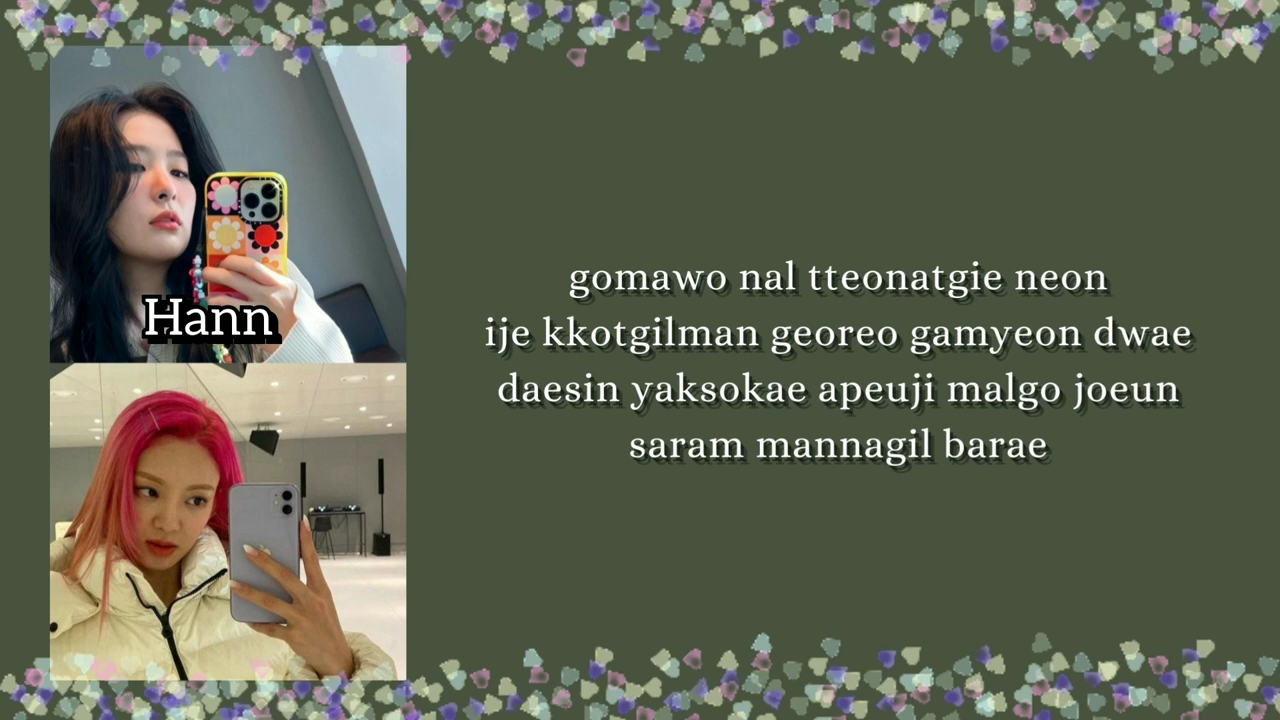 Hann
gomawo nal tteonatgie neon
ije kkotgilman georeo gamyeon dwae
daesin yaksokae apeuji malgo joeun
saram mannagil barae